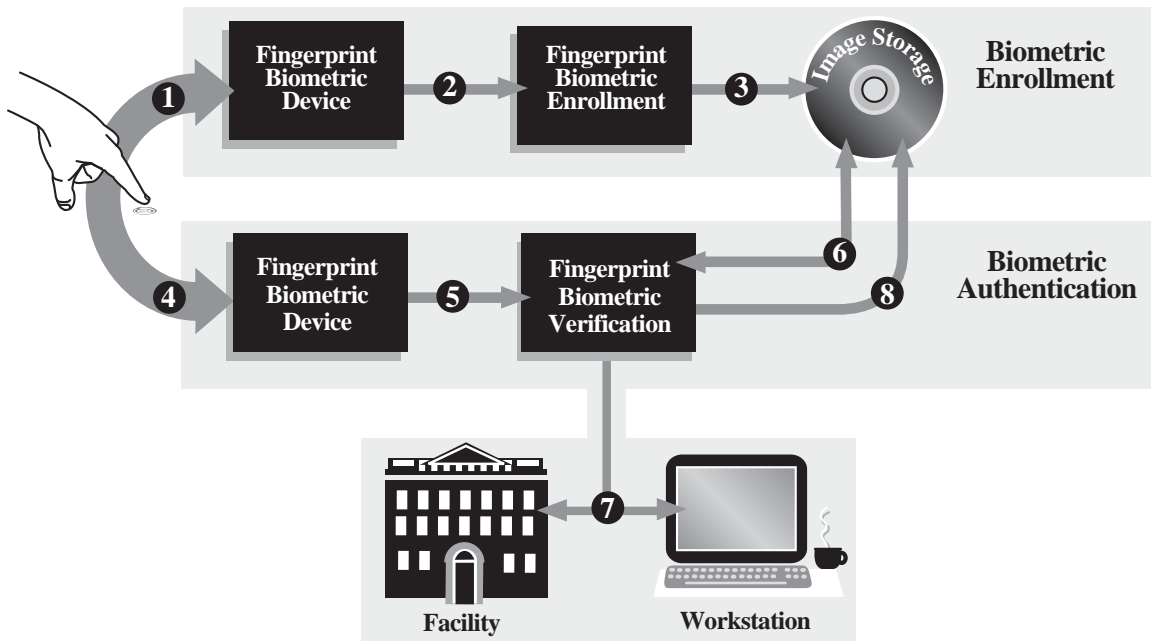 1
Fingerprint
Biometric
Device
2
Fingerprint
Biometric
Enrollment
3
Image Storage
Biometric
Enrollment
4
Fingerprint
Biometric
Device
5
Fingerprint
Biometric
Verification
6
8
Biometric
Authentication
7
Facility
Workstation